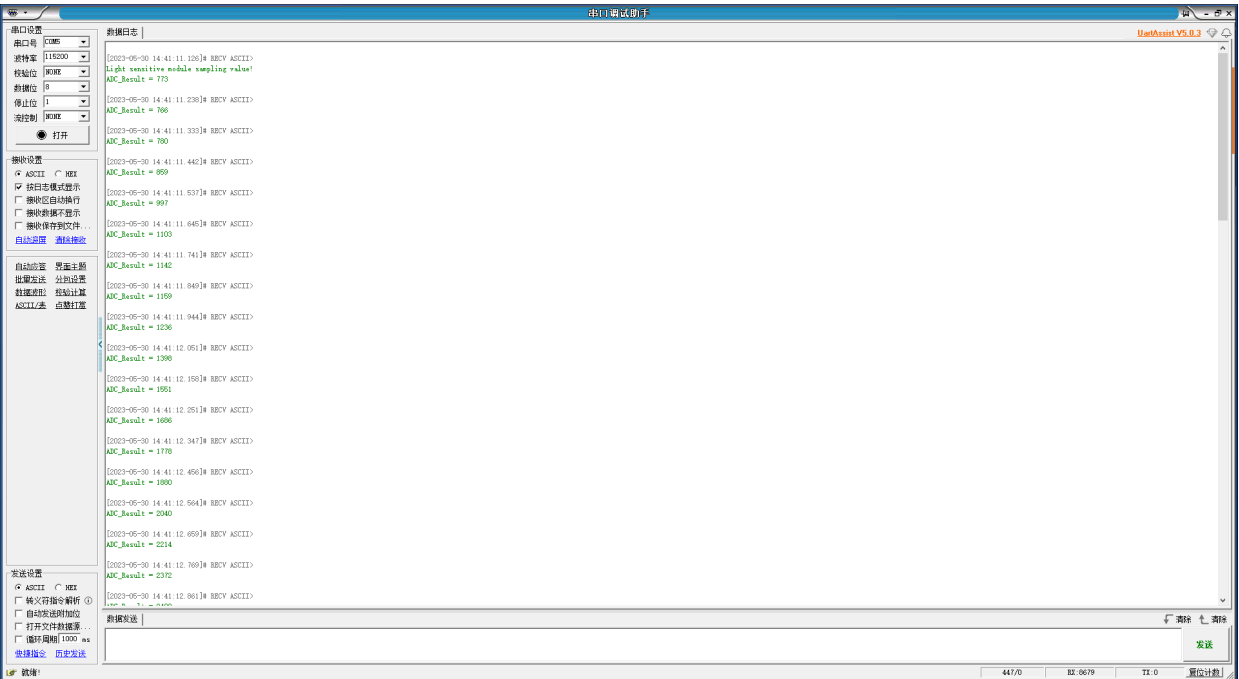 串口调试助手
串口设置
串口号 COM5
波特率 115200
校验位 NONE
数据位 8
停止位 1
流控制 NONE
打开
接收设置
ASCII HEX
按日志模式显示
接收区自动换行
接收数据不显示
接收保存到文件...
自动滚屏 清除接收
自动应答 界面主题
批量发送 分包设置
数据波形 校验计算
ASCII/表 点赞打赏
发送设置
ASCII HEX
转义符指令解析
自动发送附加位
打开文件数据源...
循环周期 1000 ms
快捷指令 历史发送
数据日志
UartAssist V5.0.3
[2023-05-30 14:41:11.126]# RECV ASCII>
Light sensitive module sampling value!
ADC_Result = 773
[2023-05-30 14:41:11.238]# RECV ASCII>
ADC_Result = 766
[2023-05-30 14:41:11.333]# RECV ASCII>
ADC_Result = 780
[2023-05-30 14:41:11.442]# RECV ASCII>
ADC_Result = 859
[2023-05-30 14:41:11.537]# RECV ASCII>
ADC_Result = 997
[2023-05-30 14:41:11.645]# RECV ASCII>
ADC_Result = 1103
[2023-05-30 14:41:11.741]# RECV ASCII>
ADC_Result = 1142
[2023-05-30 14:41:11.849]# RECV ASCII>
ADC_Result = 1159
[2023-05-30 14:41:11.944]# RECV ASCII>
ADC_Result = 1236
[2023-05-30 14:41:12.051]# RECV ASCII>
ADC_Result = 1398
[2023-05-30 14:41:12.158]# RECV ASCII>
ADC_Result = 1551
[2023-05-30 14:41:12.251]# RECV ASCII>
ADC_Result = 1686
[2023-05-30 14:41:12.347]# RECV ASCII>
ADC_Result = 1778
[2023-05-30 14:41:12.456]# RECV ASCII>
ADC_Result = 1880
[2023-05-30 14:41:12.564]# RECV ASCII>
ADC_Result = 2040
[2023-05-30 14:41:12.659]# RECV ASCII>
ADC_Result = 2214
[2023-05-30 14:41:12.769]# RECV ASCII>
ADC_Result = 2372
[2023-05-30 14:41:12.861]# RECV ASCII>
数据发送
清除 清除
发送
就绪! 447/0 RX:8679 TX:0 复位计数